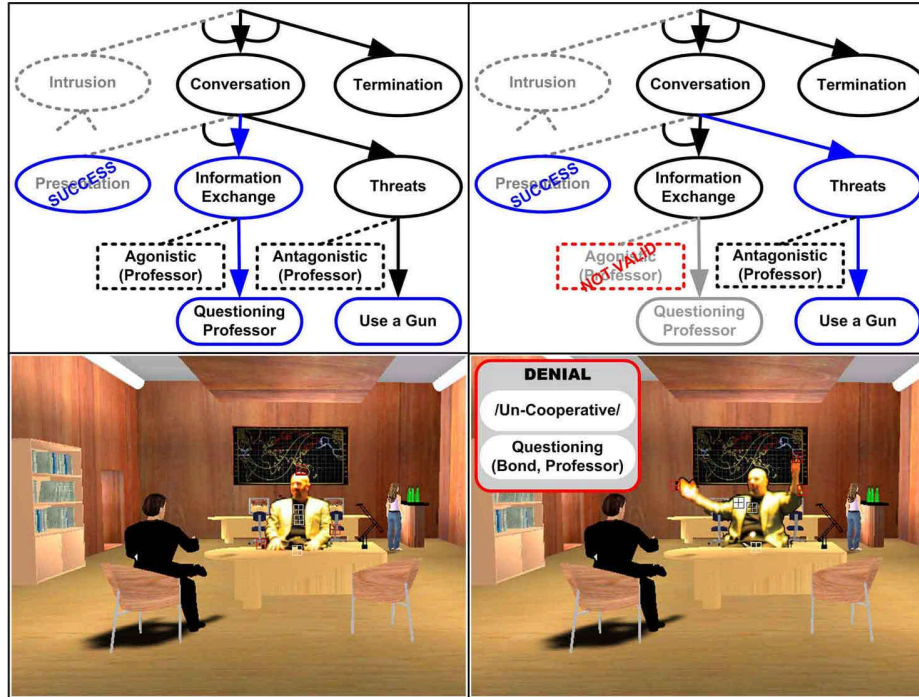 Intrusion
Conversation
Termination
Presentation
SUCCESS
Information
Exchange
Threats
Agonistic
(Professor)
Antagonistic
(Professor)
Questioning
Professor
Use a Gun
Intrusion
Conversation
Termination
Presentation
SUCCESS
Information
Exchange
Threats
Agonistic
(Professor)
NOT VALID
Antagonistic
(Professor)
Questioning
Professor
Use a Gun
DENIAL
/Un-Cooperative/
Questioning
(Bond, Professor)